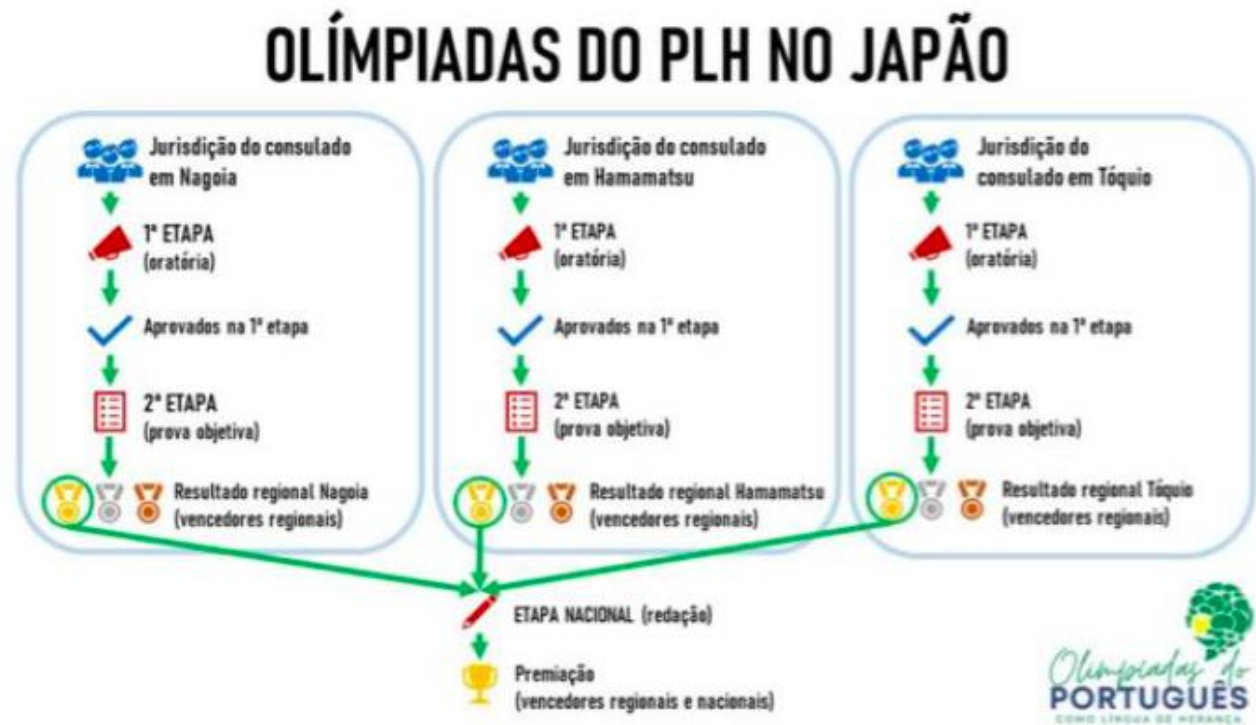 OLÍMPIADAS DO PLH NO JAPÃO
Jurisdição do consulado
em Nagoia
1ª ETAPA
(oratória)
Aprovados na 1ª etapa
2ª ETAPA
(prova objetiva)
Resultado regional Nagoia
(vencedores regionais)
Jurisdição do consulado
em Hamamatsu
1ª ETAPA
(oratória)
Aprovados na 1ª etapa
2ª ETAPA
(prova objetiva)
Resultado regional Hamamatsu
(vencedores regionais)
Jurisdição do
consulado em Tóquio
1ª ETAPA
(oratória)
Aprovados na 1ª etapa
2ª ETAPA
(prova objetiva)
Resultado regional Tóquio
(vencedores regionais)
ETAPA NACIONAL (redação)
Premiação
(vencedores regionais e nacionais)
Olimpíadas do
PORTUGUÊS
COMO LÍNGUA DE HERANÇA